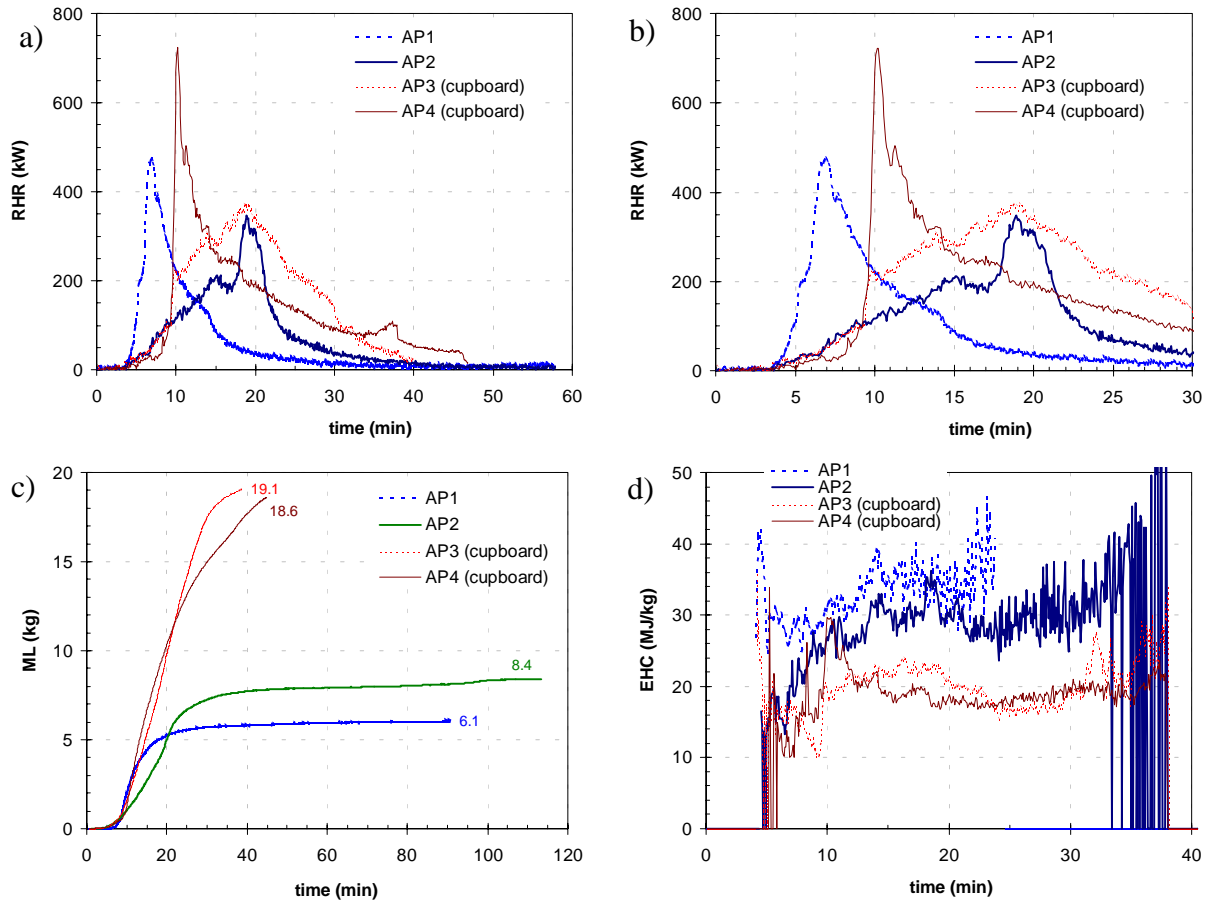 a)
RHR (kW)
800
600
400
200
0
0 10 20 30 40 50 60
time (min)
AP1
AP2
AP3 (cupboard)
AP4 (cupboard)
b)
RHR (kW)
800
600
400
200
0
0 5 10 15 20 25 30
time (min)
AP1
AP2
AP3 (cupboard)
AP4 (cupboard)
c)
ML (kg)
20
15
10
5
0
0 20 40 60 80 100 120
time (min)
19.1
18.6
8.4
6.1
AP1
AP2
AP3 (cupboard)
AP4 (cupboard)
d)
EHC (MJ/kg)
50
40
30
20
10
0
0 10 20 30 40
time (min)
AP1
AP2
AP3 (cupboard)
AP4 (cupboard)